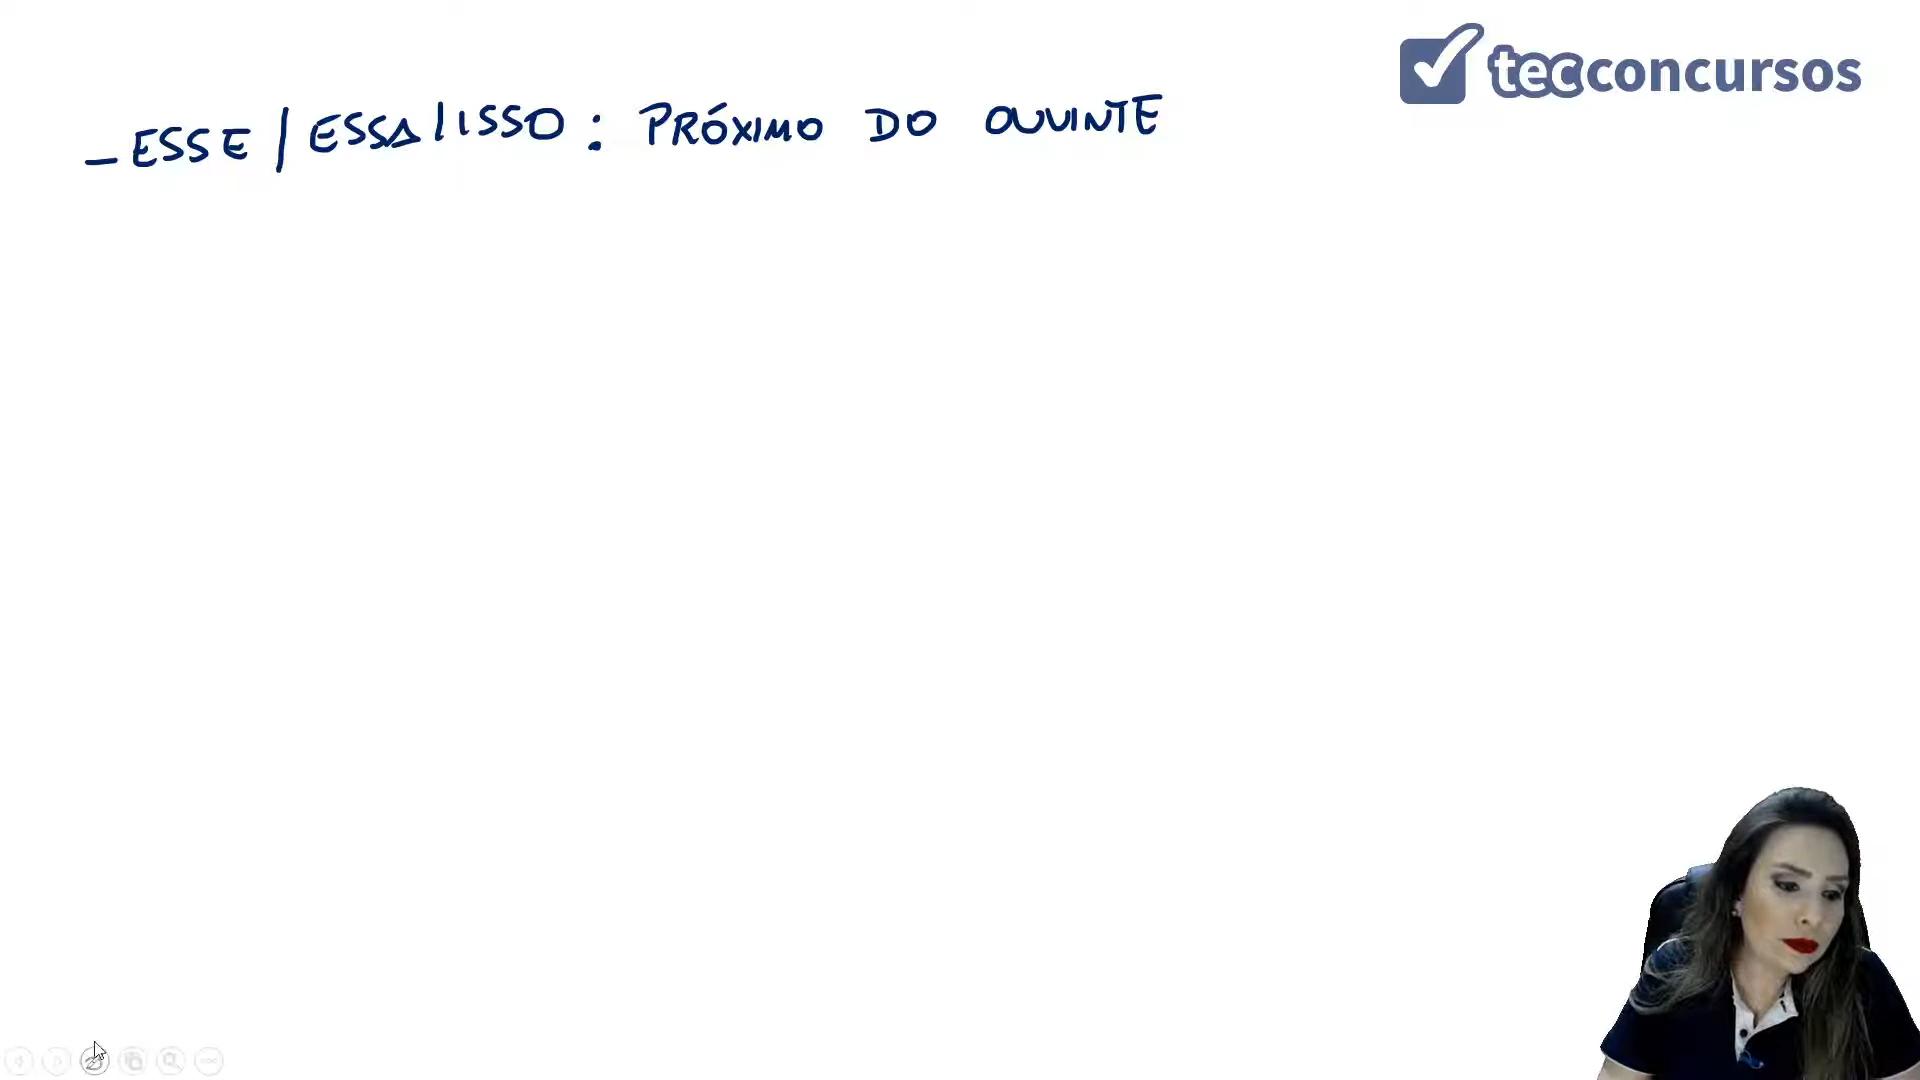 tecconcursos
- ESSE / ESSA / ISSO : PRÓXIMO DO OUVINTE